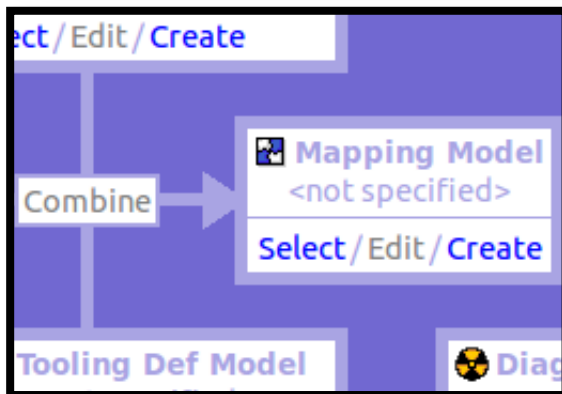 ect / Edit / Create
Mapping Model
<not specified>
Combine
Select / Edit / Create
Tooling Def Model
Diag